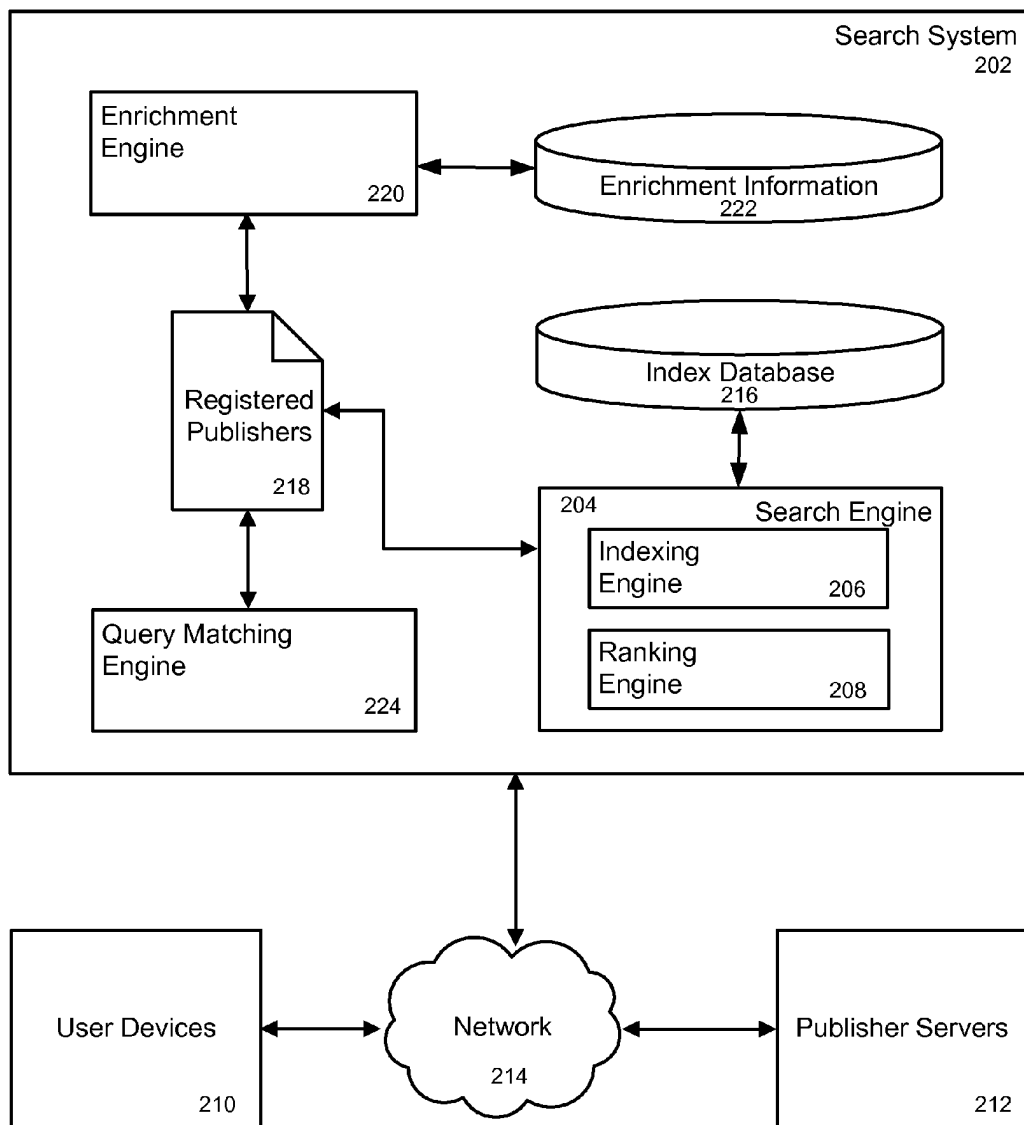 Search System
202
Enrichment
Engine
220
Enrichment Information
222
Registered
Publishers
218
Index Database
216
204
Search Engine
Indexing
Engine
206
Ranking
Engine
208
Query Matching
Engine
224
User Devices
210
Network
214
Publisher Servers
212